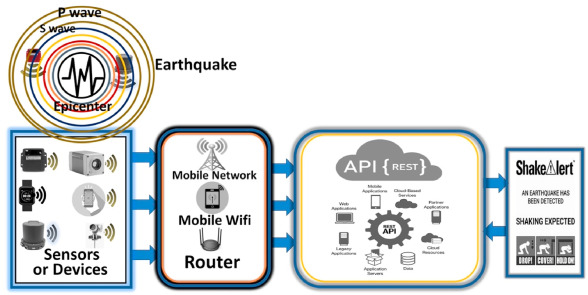 P wave
S wave
Epicenter
Earthquake
Sensors
or Devices
Mobile Network
Mobile Wifi
Router
API {REST}
Mobile
Applications
Cloud-Based
Services
Web
Applications
Partner
Applications
REST
API
Legacy
Applications
Cloud
Resources
Application
Servers
Data
ShakeAlert
AN EARTHQUAKE HAS
BEEN DETECTED
SHAKING EXPECTED
DROP! COVER! HOLD ON!